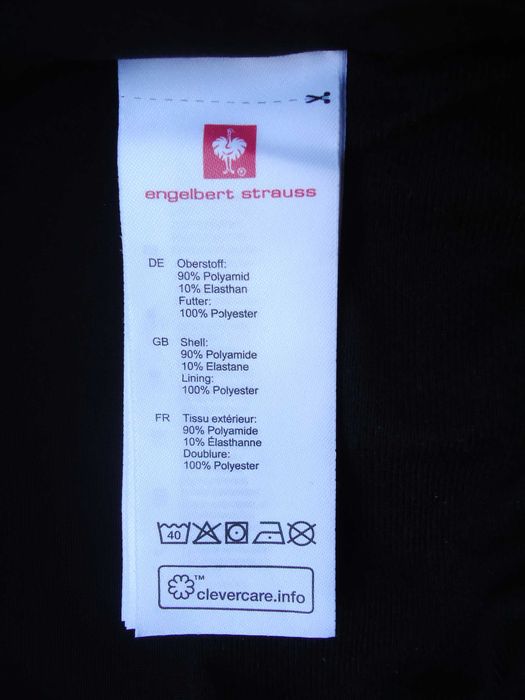 engelbert strauss
DE Oberstoff:
90% Polyamid
10% Elasthan
Futter:
100% Polyester
GB Shell:
90% Polyamide
10% Elastane
Lining:
100% Polyester
FR Tissu extérieur:
90% Polyamide
10% Élasthanne
Doublure:
100% Polyester
40
™ clevercare.info